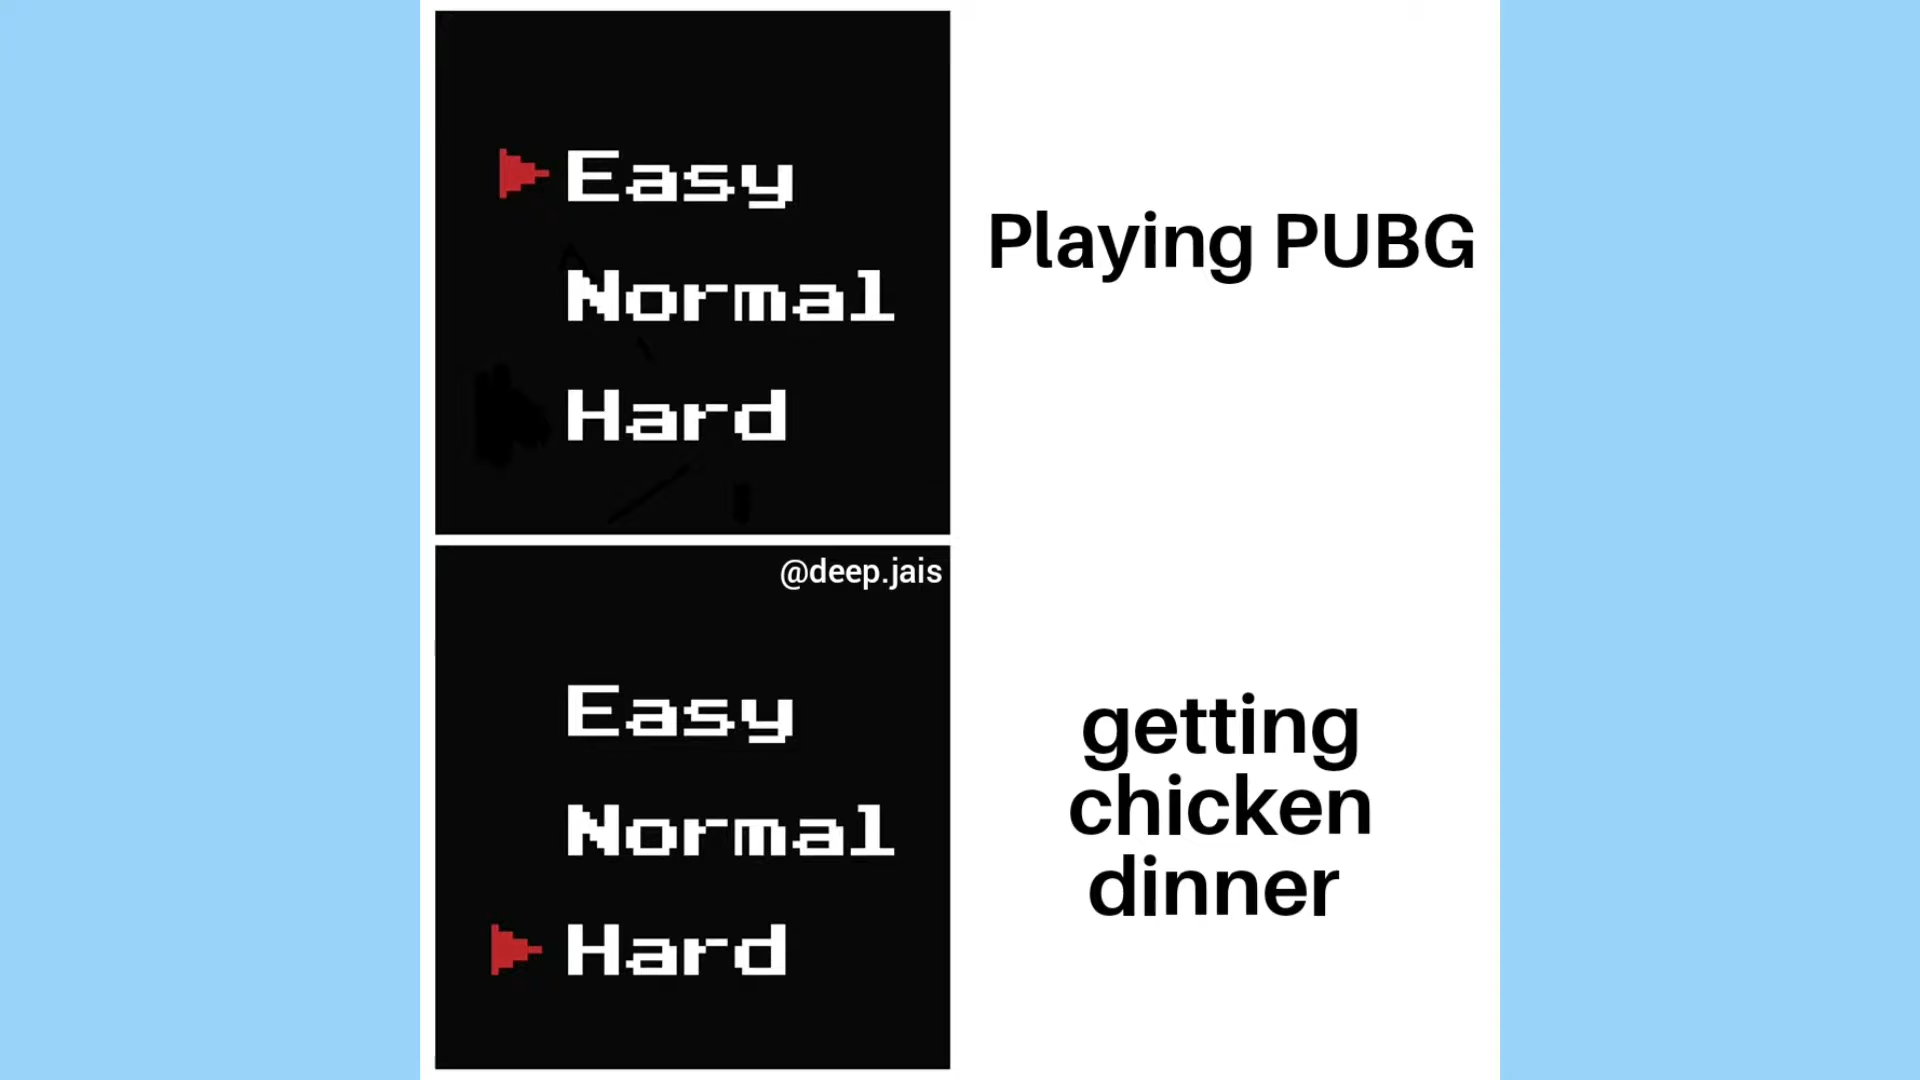 Easy
Normal
Hard
Playing PUBG
@deep.jais
Easy
Normal
Hard
getting
chicken
dinner